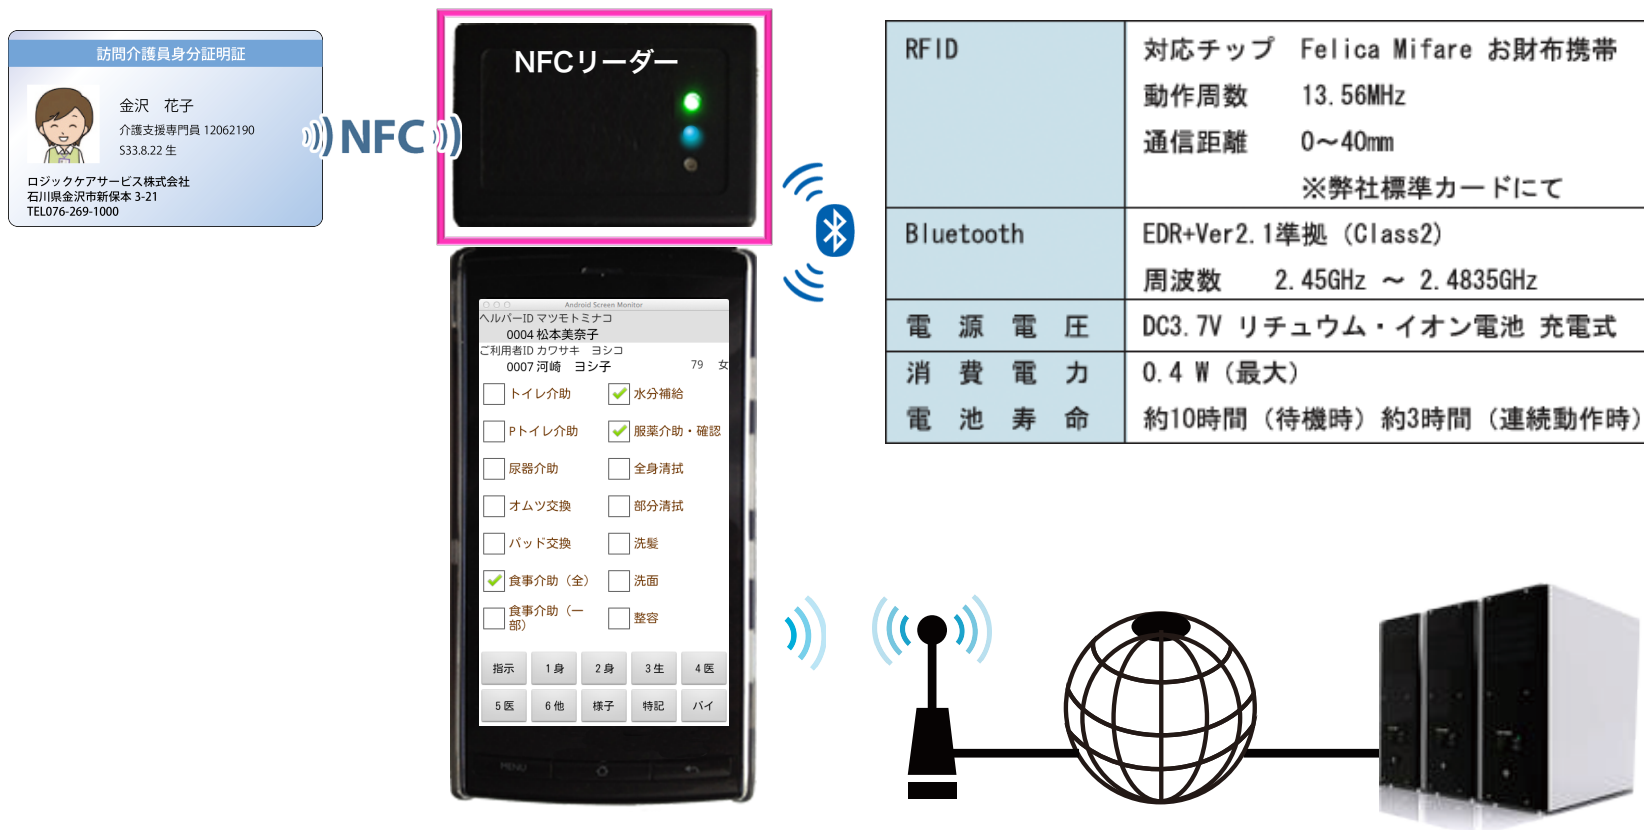 訪問介護員身分証明証
金沢　花子
介護支援専門員 12062190
S33.8.22 生
ロジックケアサービス株式会社
石川県金沢市新保本 3-21
TEL076-269-1000
NFC
NFCリーダー
Android Screen Monitor
ヘルパーID マツモトミナコ
0004 松本美奈子
ご利用者ID カワサキ　ヨシコ
0007 河崎　ヨシ子　79　女
トイレ介助　水分補給
Pトイレ介助　服薬介助・確認
尿器介助　全身清拭
オムツ交換　部分清拭
パッド交換　洗髪
食事介助（全）　洗面
食事介助（一
部）　整容
指示　1 身　2 身　3 生　4 医
5 医　6 他　様子　特記　バイ
MENU
RFID　対応チップ　Felica Mifare お財布携帯
動作周数　13.56MHz
通信距離　0～40mm
※弊社標準カードにて
Bluetooth　EDR+Ver2.1準拠（Class2）
周波数　2.45GHz ～ 2.4835GHz
電源電圧　DC3.7V リチュウム・イオン電池 充電式
消費電力　0.4 W（最大）
電池寿命　約10時間（待機時）約3時間（連続動作時）